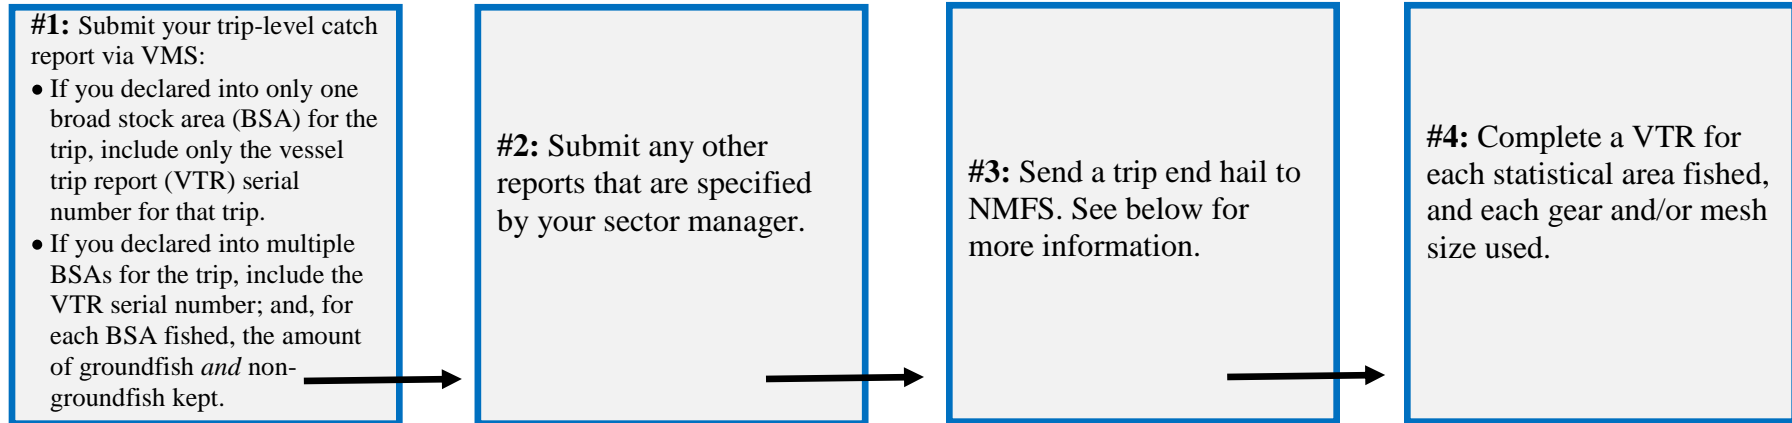 #1: Submit your trip-level catch
report via VMS:
• If you declared into only one
broad stock area (BSA) for the
trip, include only the vessel
trip report (VTR) serial
number for that trip.
• If you declared into multiple
BSAs for the trip, include the
VTR serial number; and, for
each BSA fished, the amount
of groundfish and non-
groundfish kept.
#2: Submit any other
reports that are specified
by your sector manager.
#3: Send a trip end hail to
NMFS. See below for
more information.
#4: Complete a VTR for
each statistical area fished,
and each gear and/or mesh
size used.